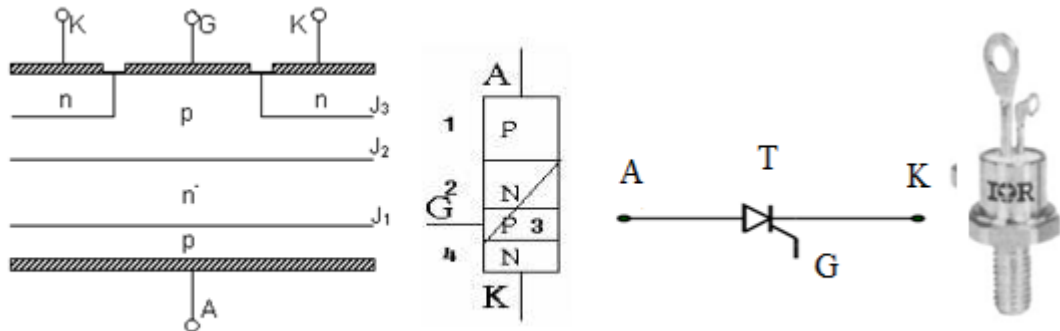 K G K
n p n J3
J2
n-
J1
p
A
A
1 P
2 N
G P 3
4 N
K
A T K
G
IOR